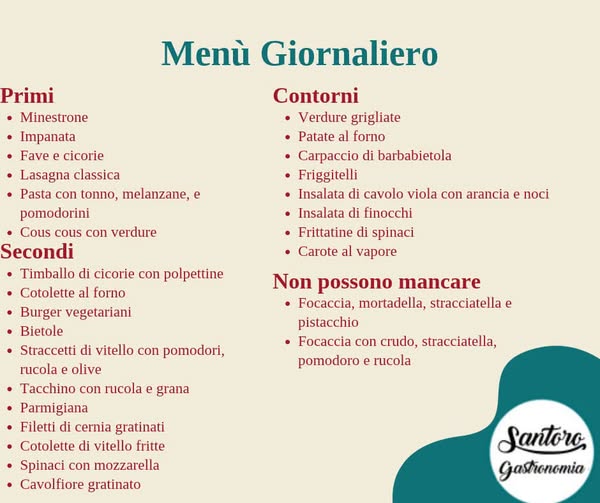 Menù Giornaliero
Primi
Minestrone
Impanata
Fave e cicorie
Lasagna classica
Pasta con tonno, melanzane, e
pomodorini
Cous cous con verdure
Secondi
Timballo di cicorie con polpettine
Cotolette al forno
Burger vegetariani
Bietole
Straccetti di vitello con pomodori,
rucola e olive
Tacchino con rucola e grana
Parmigiana
Filetti di cernia gratinati
Cotolette di vitello fritte
Spinaci con mozzarella
Cavolfiore gratinato
Contorni
Verdure grigliate
Patate al forno
Carpaccio di barbabietola
Friggitelli
Insalata di cavolo viola con arancia e noci
Insalata di finocchi
Frittatine di spinaci
Carote al vapore
Non possono mancare
Focaccia, mortadella, stracciatella e
pistacchio
Focaccia con crudo, stracciatella,
pomodoro e rucola
Santoro
Gastronomia